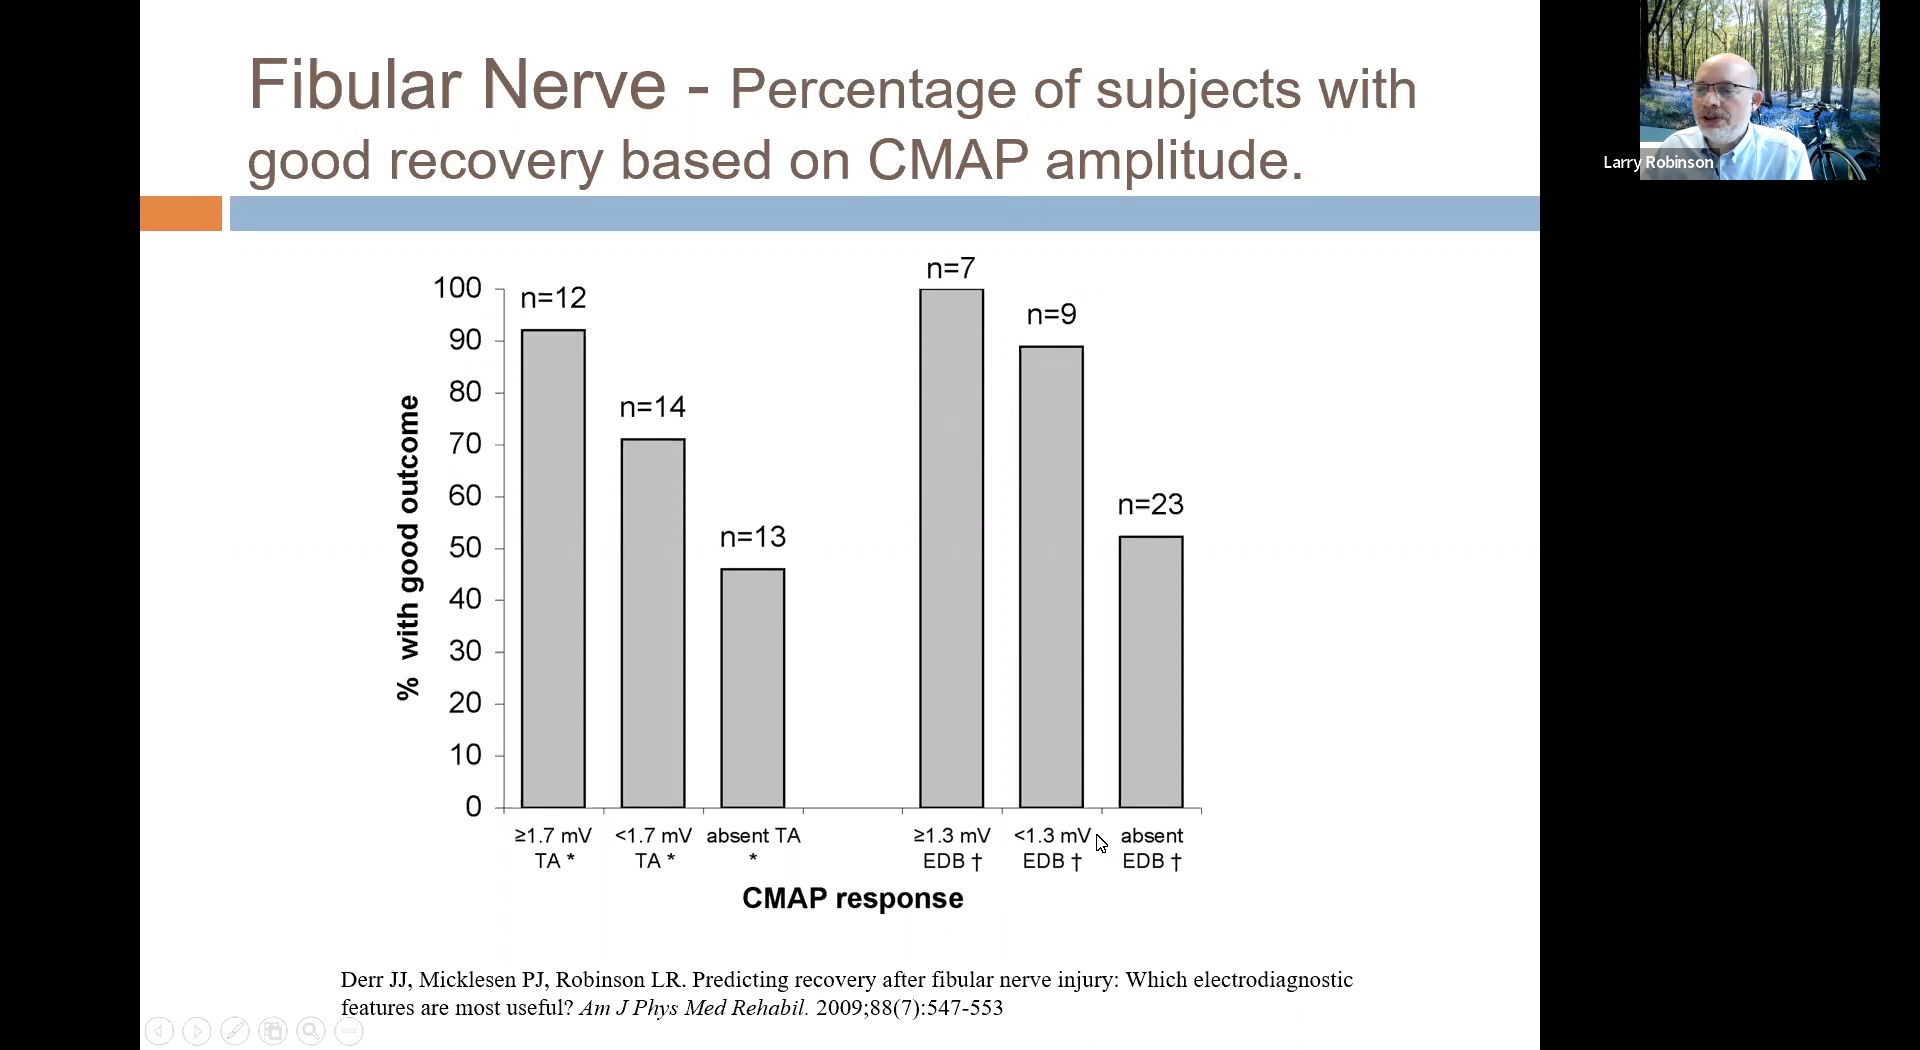 Fibular Nerve - Percentage of subjects with
good recovery based on CMAP amplitude.
Larry Robinson
% with good outcome
100
90
80
70
60
50
40
30
20
10
0
n=12
n=14
n=13
n=7
n=9
n=23
≥1.7 mV
TA *
<1.7 mV
TA *
absent TA
*
≥1.3 mV
EDB †
<1.3 mV
EDB †
absent
EDB †
CMAP response
Derr JJ, Micklesen PJ, Robinson LR. Predicting recovery after fibular nerve injury: Which electrodiagnostic
features are most useful? Am J Phys Med Rehabil. 2009;88(7):547-553